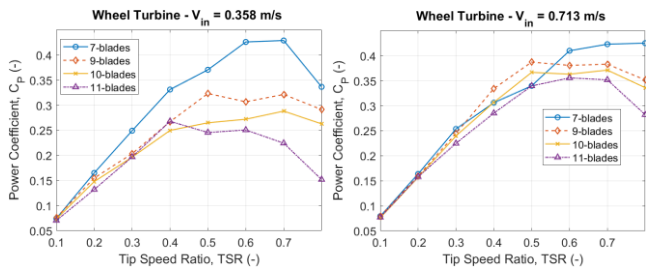 Wheel Turbine - V_in = 0.358 m/s
0.4
0.35
0.3
0.25
0.2
0.15
0.1
0.05
Power Coefficient, C_P (-)
7-blades
9-blades
10-blades
11-blades
0.1 0.2 0.3 0.4 0.5 0.6 0.7
Tip Speed Ratio, TSR (-)
Wheel Turbine - V_in = 0.713 m/s
0.4
0.35
0.3
0.25
0.2
0.15
0.1
0.05
Power Coefficient, C_P (-)
7-blades
9-blades
10-blades
11-blades
0.1 0.2 0.3 0.4 0.5 0.6 0.7
Tip Speed Ratio, TSR (-)